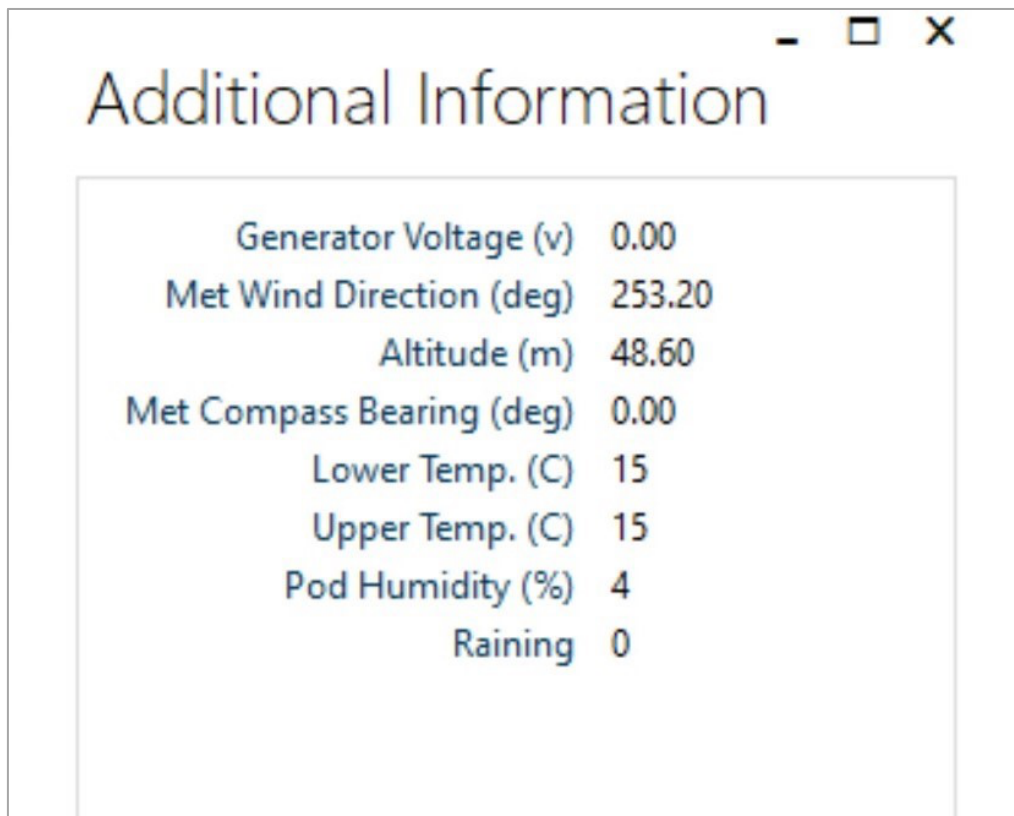 Additional Information
Generator Voltage (v) 0.00
Met Wind Direction (deg) 253.20
Altitude (m) 48.60
Met Compass Bearing (deg) 0.00
Lower Temp. (C) 15
Upper Temp. (C) 15
Pod Humidity (%) 4
Raining 0